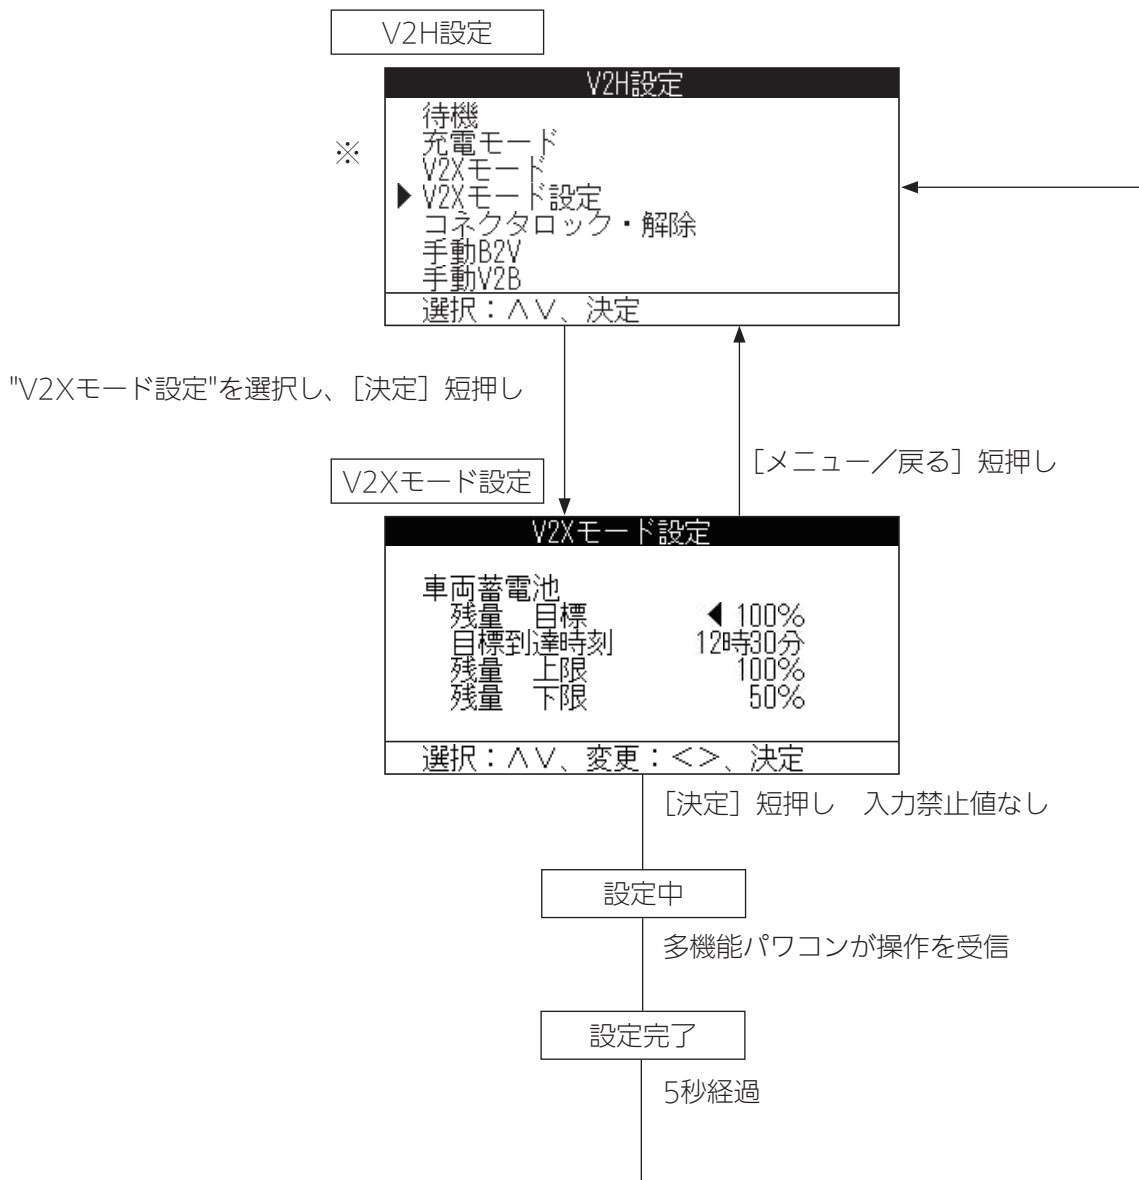 V2H設定
V2H設定
待機
※
充電モード
V2Xモード
▶ V2Xモード設定
コネクタロック・解除
手動B2V
手動V2B
選択：∧∨、決定
"V2Xモード設定"を選択し、［決定］短押し
［メニュー／戻る］短押し
V2Xモード設定
V2Xモード設定
車両蓄電池
残量 目標 ◀100%
目標到達時刻 12時30分
残量 上限 100%
残量 下限 50%
選択：∧∨、変更：＜＞、決定
［決定］短押し　入力禁止値なし
設定中
多機能パワコンが操作を受信
設定完了
5秒経過